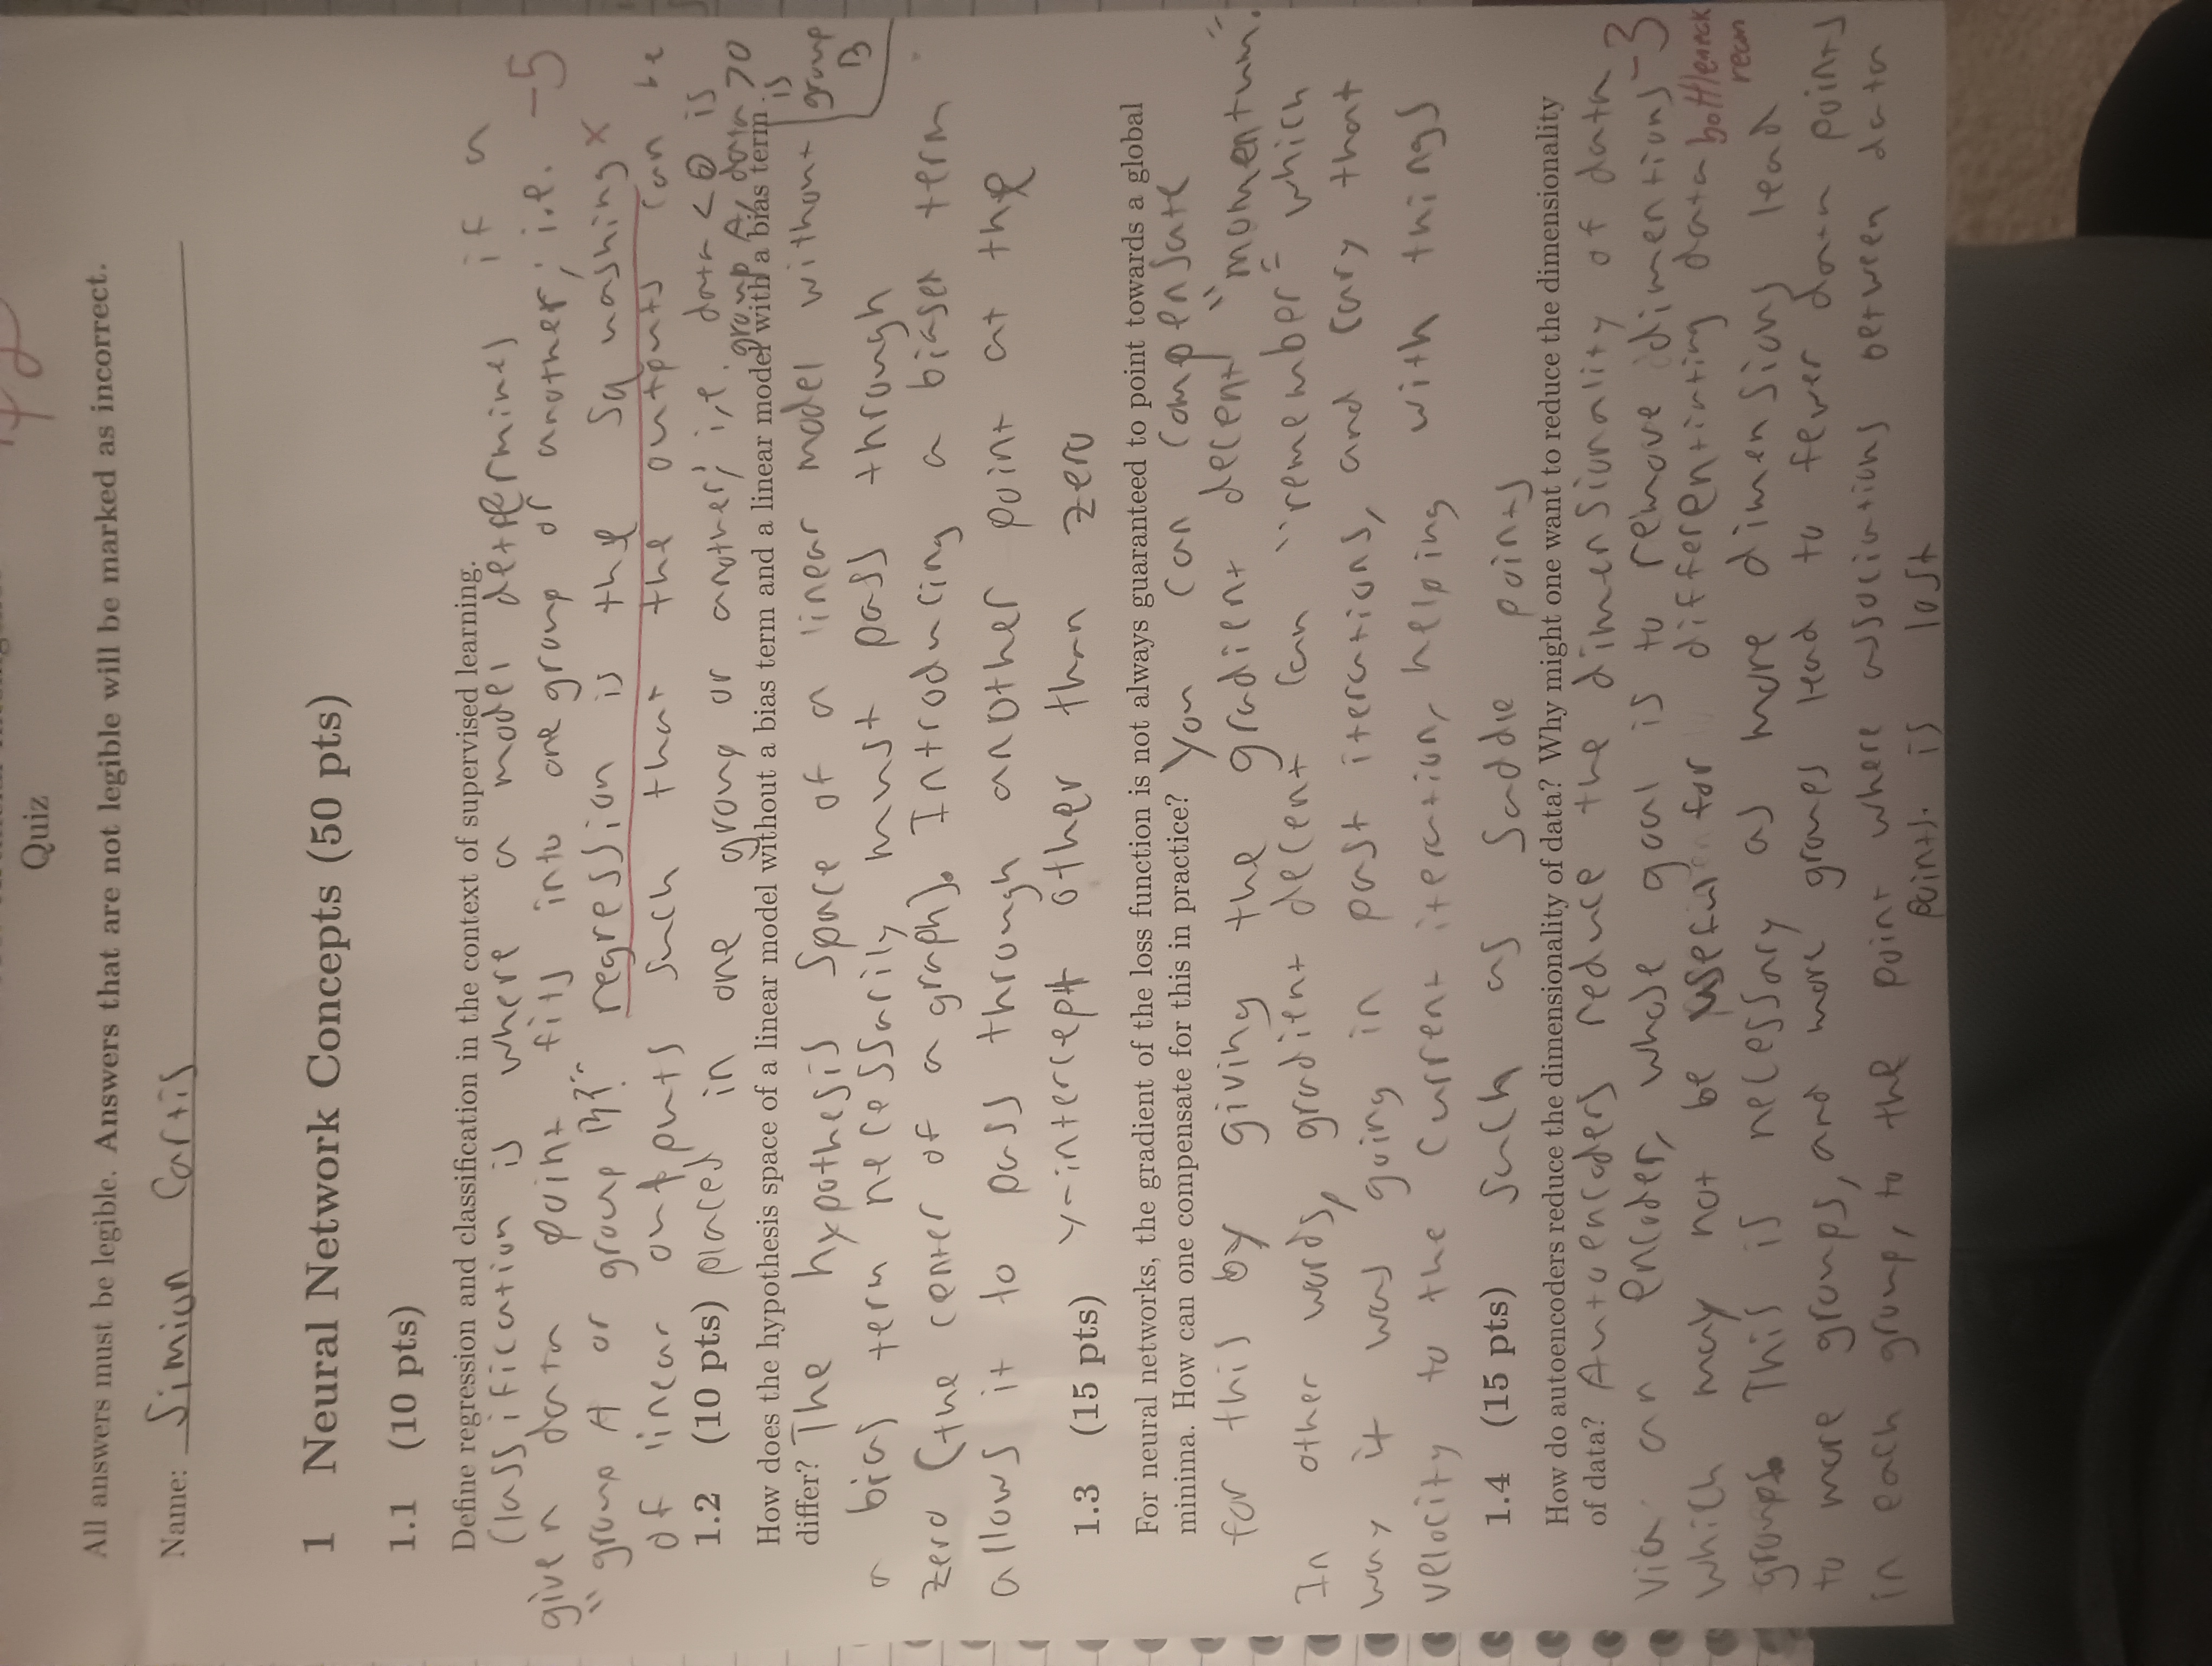 Quiz
All answers must be legible. Answers that are not legible will be marked as incorrect.
Name: Simion Cartis
1 Neural Network Concepts (50 pts)
1.1 (10 pts)
Define regression and classification in the context of supervised learning.
Classification is where a model determines if a
given data point fits into one group or another; i.e. -5
"group A or group B?" regression is the squashing x
of linear outputs such that the outputs can be
1.2 (10 pts) placed in one group or another; i.e. data < 0 is
group A, data > 0
How does the hypothesis space of a linear model without a bias term and a linear model with a bias term is
differ? The hypothesis space of a linear model without group
B
a bias term necessarily must pass through
zero (the center of a graph). Introducing a biased term
allows it to pass through another point at the
1.3 (15 pts) y-intercept other than zero
For neural networks, the gradient of the loss function is not always guaranteed to point towards a global
minima. How can one compensate for this in practice? You can compensate
for this by giving the gradient decent "momentum".
In other words, gradient decent can "remember" which
way it was going in past iterations, and cary that
velocity to the current iteration, helping with things
1.4 (15 pts) such as saddle points
How do autoencoders reduce the dimensionality of data? Why might one want to reduce the dimensionality
of data? Autoencoders reduce the dimensionality of data
via an encoder, whose goal is to remove dimentions -3
which may not be useful for differentiating data bottleneck
recon
groups. This is necessary as more dimensions lead
to more groups, and more groups lead to fewer data points
in each group, to the point where associations between data
points is lost